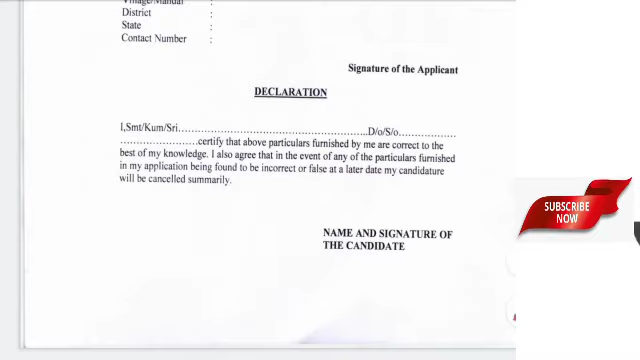 Village/Mandal :
District :
State :
Contact Number :
Signature of the Applicant
DECLARATION
I,Smt/Kum/Sri..............................................................D/o/S/o...................
..........................certify that above particulars furnished by me are correct to the
best of my knowledge. I also agree that in the event of any of the particulars furnished
in my application being found to be incorrect or false at a later date my candidature
will be cancelled summarily.
SUBSCRIBE
NOW
NAME AND SIGNATURE OF
THE CANDIDATE